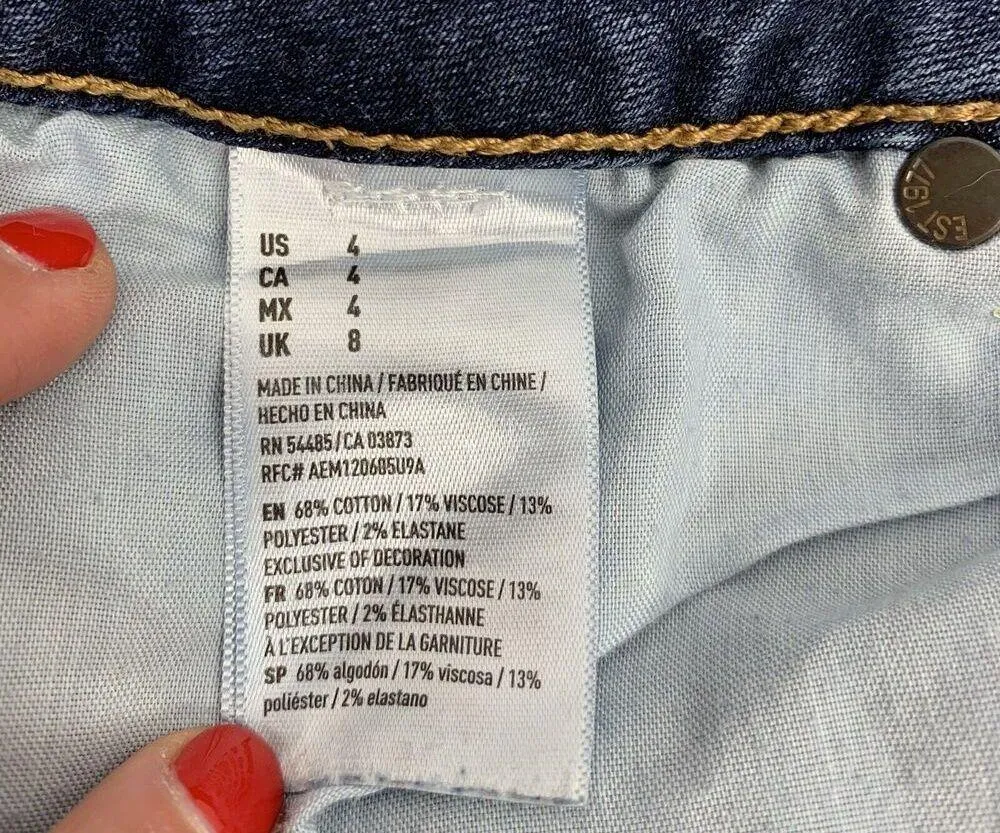 US 4
CA 4
MX 4
UK 8
MADE IN CHINA / FABRIQUÉ EN CHINE /
HECHO EN CHINA
RN 54485/CA 03873
RFC# AEM120605U9A
EN 68% COTTON / 17% VISCOSE / 13%
POLYESTER / 2% ELASTANE
EXCLUSIVE OF DECORATION
FR 68% COTON / 17% VISCOSE / 13%
POLYESTER / 2% ÉLASTHANNE
À L'EXCEPTION DE LA GARNITURE
SP 68% algodón / 17% viscosa / 13%
poliéster / 2% elastano
EST 1977